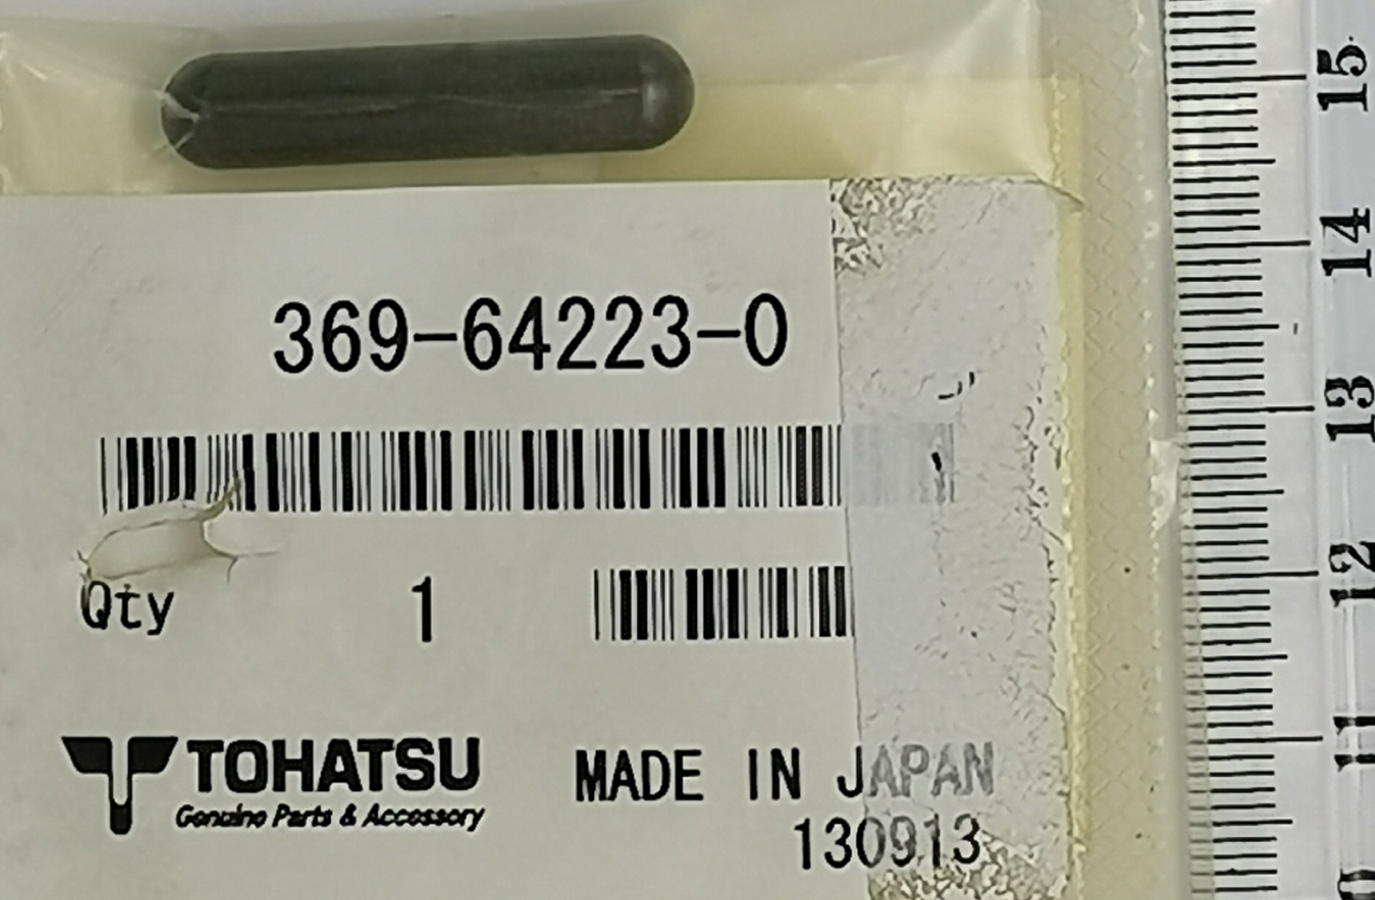 369-64223-0
Qty 1
TOHATSU
Genuine Parts & Accessory
MADE IN JAPAN
130913
15
14
13
12
11